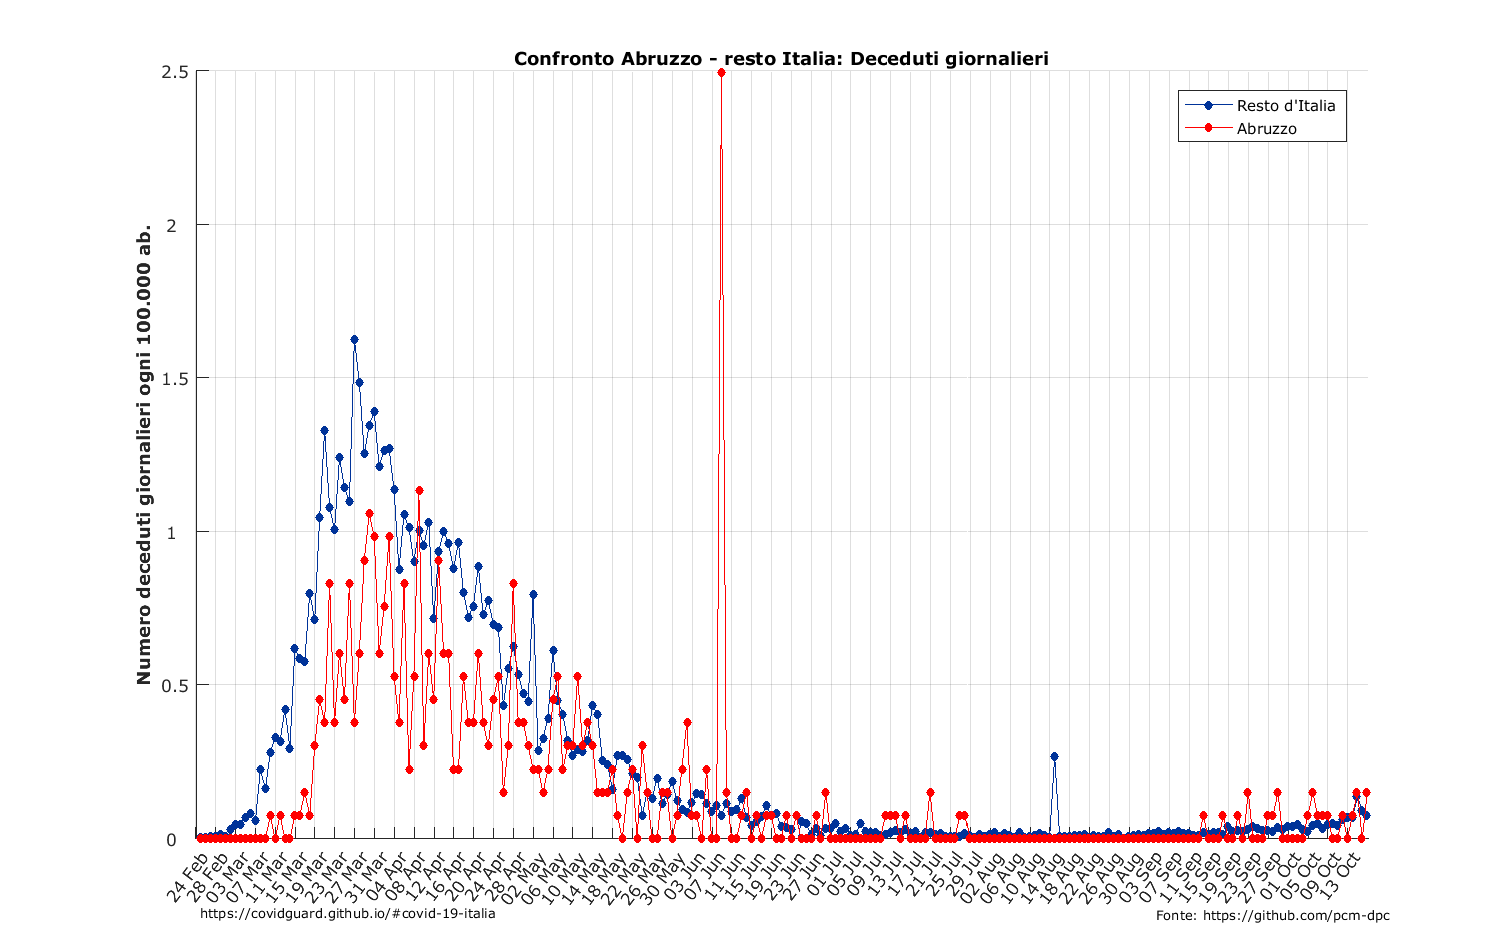 Confronto Abruzzo - resto Italia: Deceduti giornalieri
Numero deceduti giornalieri ogni 100.000 ab.
2.5
2
1.5
1
0.5
0
Resto d'Italia
Abruzzo
24 Feb
28 Feb
03 Mar
07 Mar
11 Mar
15 Mar
19 Mar
23 Mar
27 Mar
31 Mar
04 Apr
08 Apr
12 Apr
16 Apr
20 Apr
24 Apr
28 Apr
02 May
06 May
10 May
14 May
18 May
22 May
26 May
30 May
03 Jun
07 Jun
11 Jun
15 Jun
19 Jun
23 Jun
27 Jun
01 Jul
05 Jul
09 Jul
13 Jul
17 Jul
21 Jul
25 Jul
29 Jul
02 Aug
06 Aug
10 Aug
14 Aug
18 Aug
22 Aug
26 Aug
30 Aug
03 Sep
07 Sep
11 Sep
15 Sep
19 Sep
23 Sep
27 Sep
01 Oct
05 Oct
09 Oct
13 Oct
https://covidguard.github.io/#covid-19-italia
Fonte: https://github.com/pcm-dpc